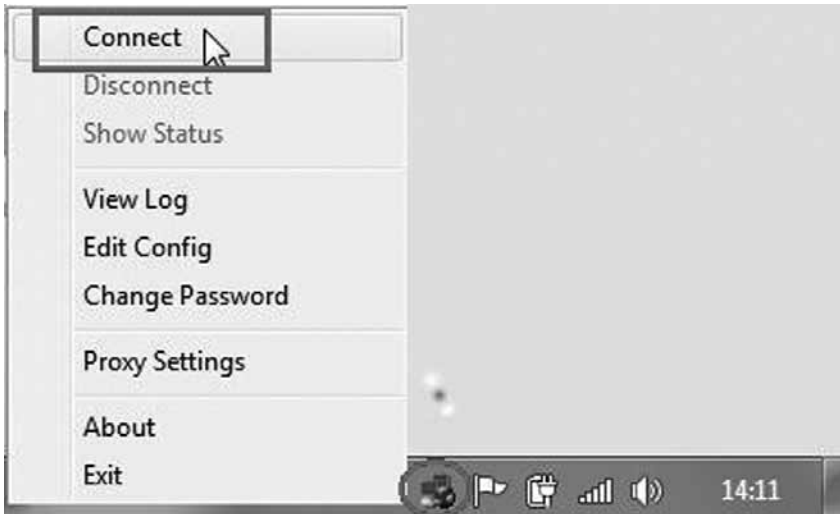 Connect
Disconnect
Show Status
View Log
Edit Config
Change Password
Proxy Settings
About
Exit
14:11